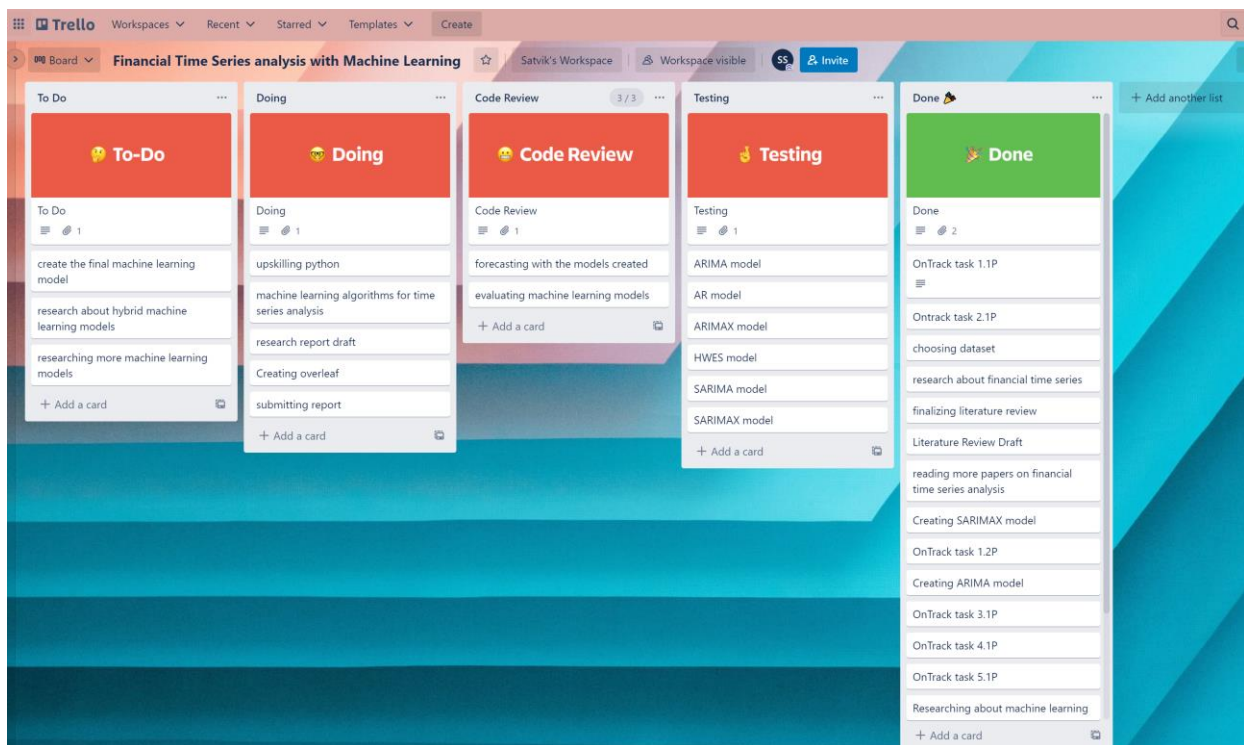 Trello Workspaces Recent Starred Templates Create
Board Financial Time Series analysis with Machine Learning Satvik's Workspace Workspace visible SS Invite
To Do
🤔 To-Do
To Do
1
create the final machine learning
model
research about hybrid machine
learning models
researching more machine learning
models
+ Add a card
Doing
🤓 Doing
Doing
1
upskilling python
machine learning algorithms for time
series analysis
research report draft
Creating overleaf
submitting report
+ Add a card
Code Review 3/3
😬 Code Review
Code Review
1
forecasting with the models created
evaluating machine learning models
+ Add a card
Testing
🤞 Testing
Testing
1
ARIMA model
AR model
ARIMAX model
HWES model
SARIMA model
SARIMAX model
+ Add a card
Done 🎉
🎉 Done
Done
2
OnTrack task 1.1P
Ontrack task 2.1P
choosing dataset
research about financial time series
finalizing literature review
Literature Review Draft
reading more papers on financial
time series analysis
Creating SARIMAX model
OnTrack task 1.2P
Creating ARIMA model
OnTrack task 3.1P
OnTrack task 4.1P
OnTrack task 5.1P
Researching about machine learning
+ Add a card
+ Add another list